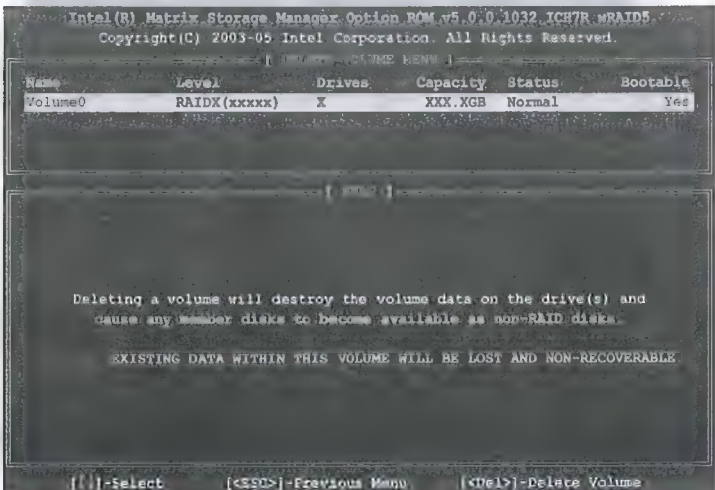 Intel(R) Matrix Storage Manager Option ROM v5.0.0.1032 ICH7R wRAID5
Copyright(C) 2003-05 Intel Corporation. All Rights Reserved.
VOLUME MENU
Name Level Drives Capacity Status Bootable
Volume0 RAIDX(xxxxx) X XXX.XGB Normal Yes
Deleting a volume will destroy the volume data on the drive(s) and
cause any member disks to become available as non-RAID disks.
EXISTING DATA WITHIN THIS VOLUME WILL BE LOST AND NON-RECOVERABLE
-Select [<ESC>]-Previous Menu [<Del>]-Delete Volume